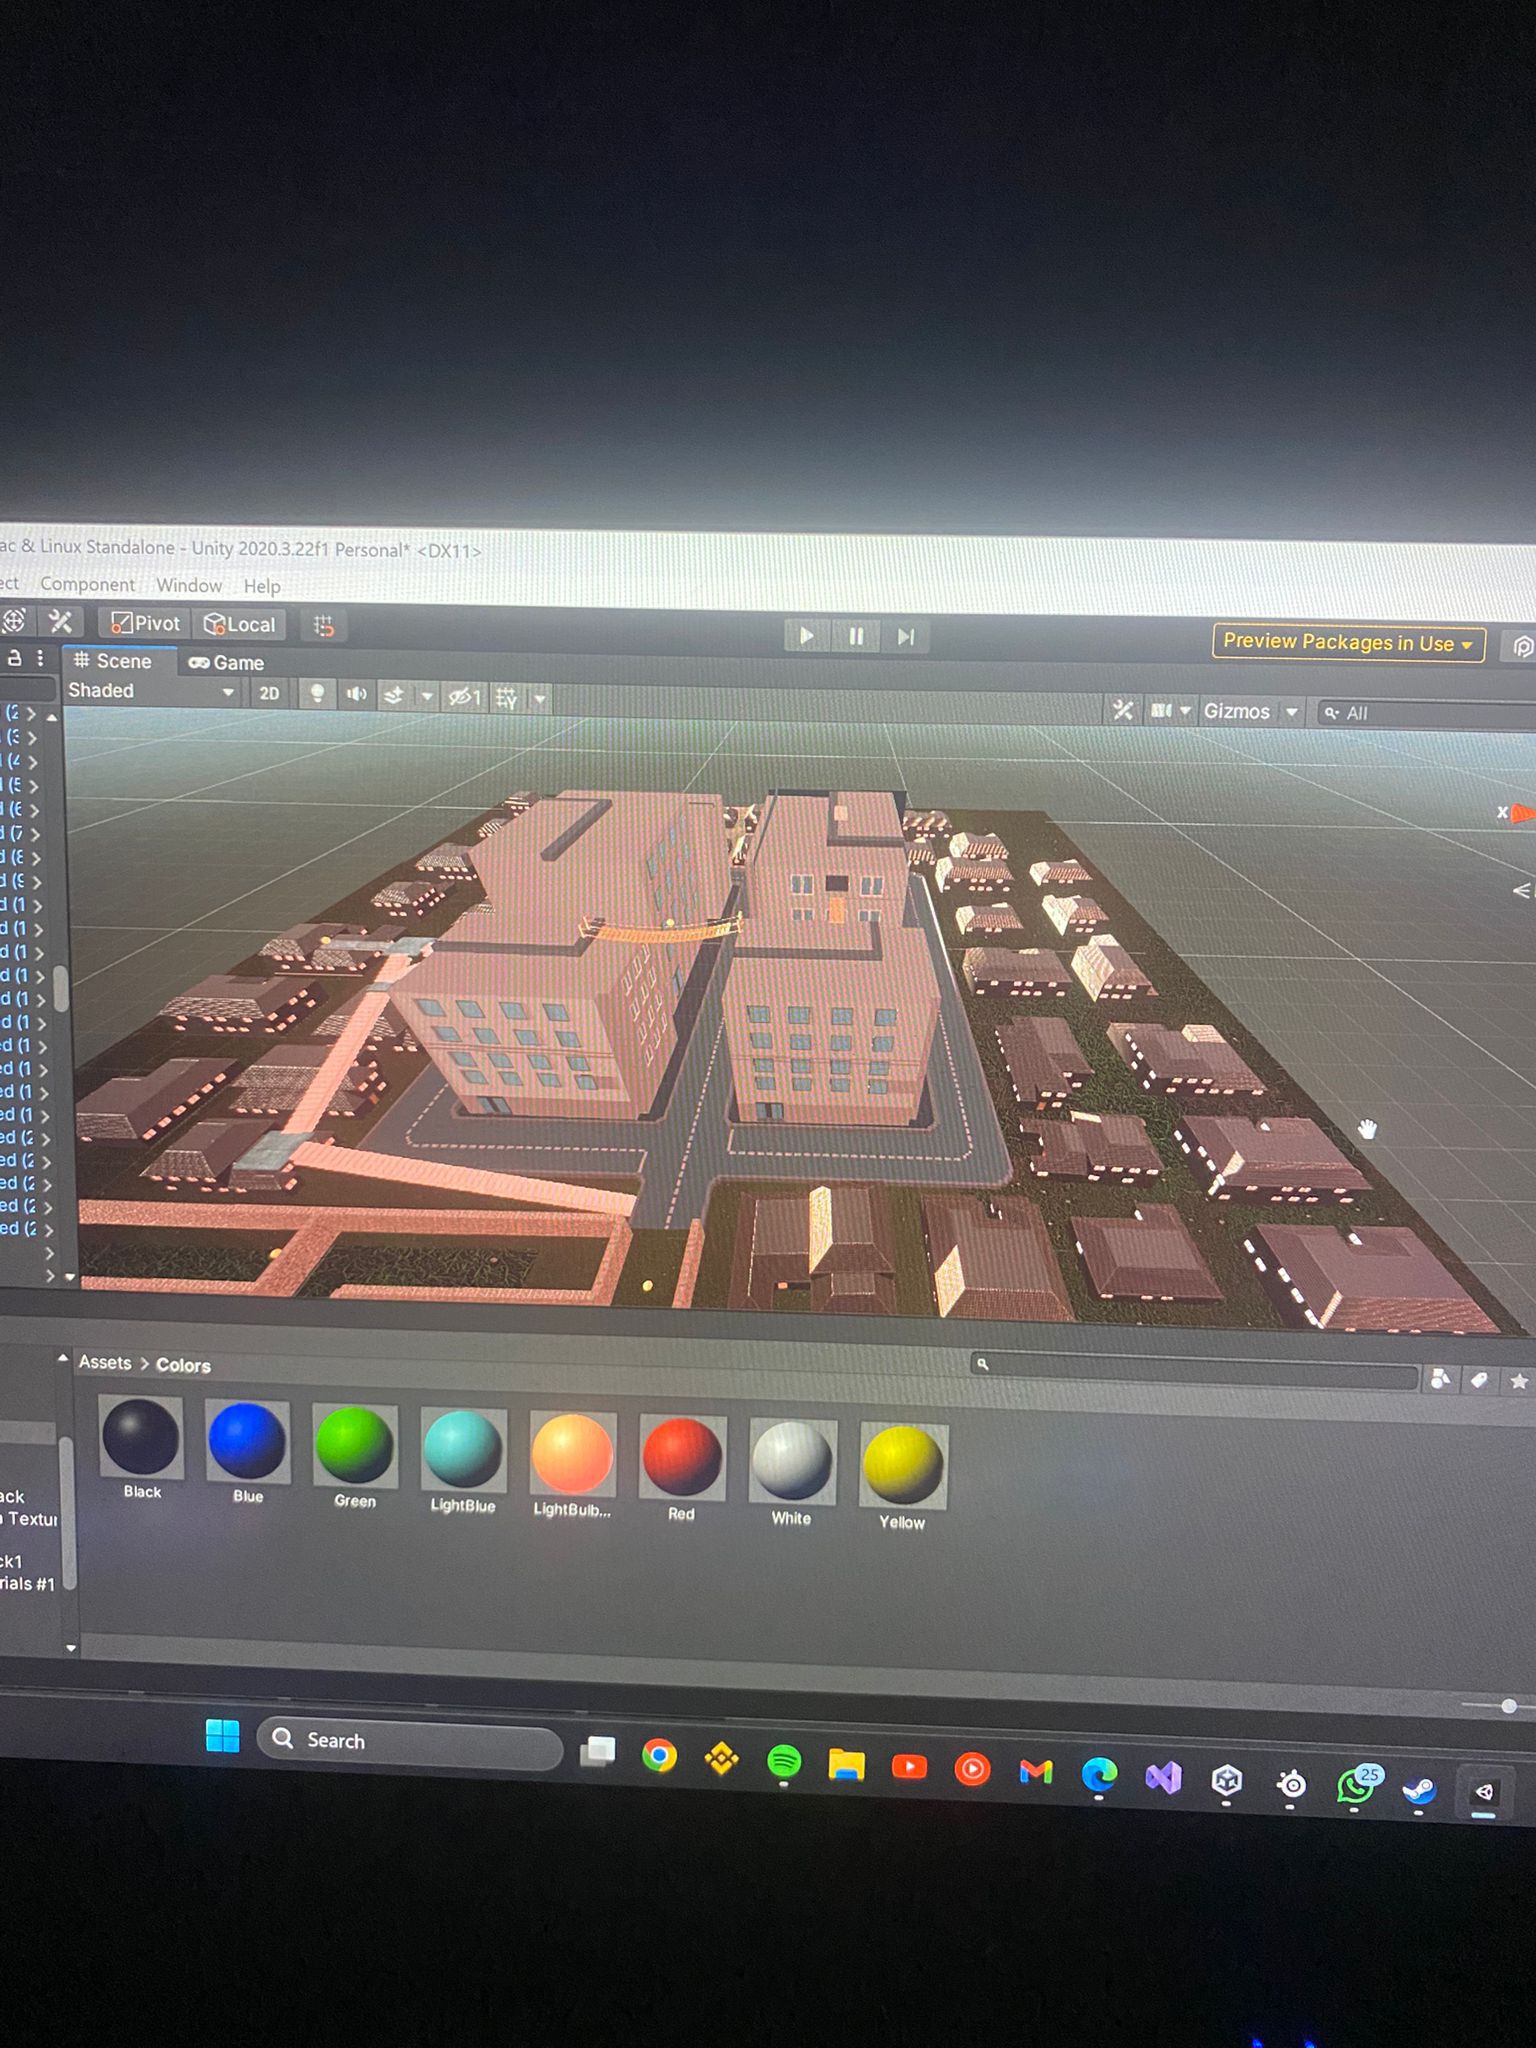 ac & Linux Standalone - Unity 2020.3.22f1 Personal* <DX11>
ect Component Window Help
Pivot Local
Preview Packages in Use
# Scene Game
Shaded 2D 1 Gizmos All
(2
(3
(4
(5
(6
d (7
d (8
d (9
d (1
d (1
d (1
d (1
d (1
d (1
ed (1
ed (1
ed (1
ed (1
ed (2
ed (2
ed (2
ed (2
ed (2
x
Assets > Colors
Black Blue Green LightBlue LightBulb... Red White Yellow
ack
Textur
ck1
rials #1
Search
25